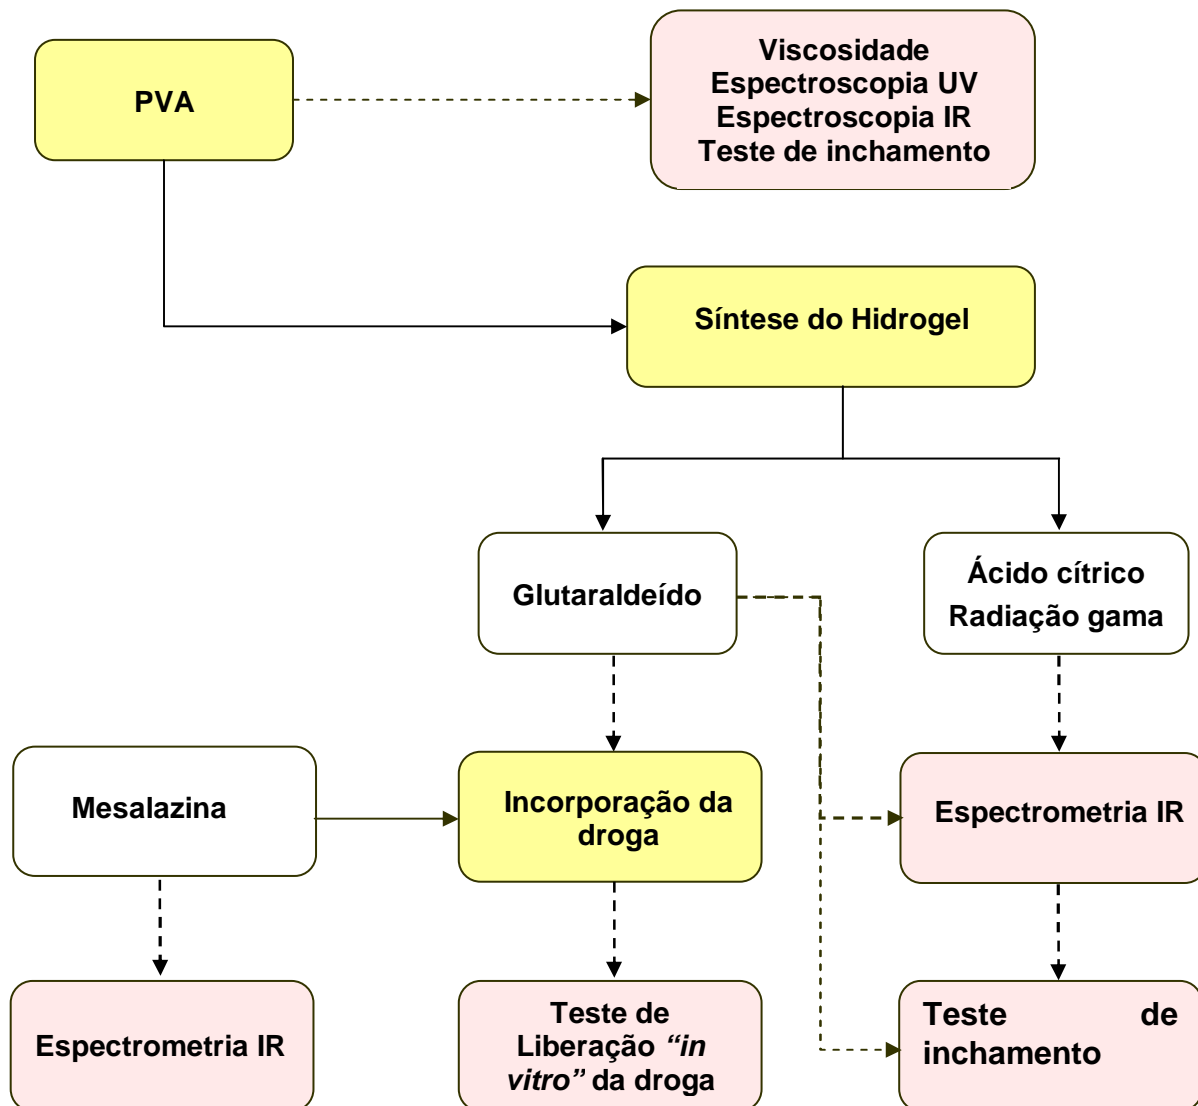 PVA
Viscosidade
Espectroscopia UV
Espectroscopia IR
Teste de inchamento
Síntese do Hidrogel
Glutaraldeído
Ácido cítrico
Radiação gama
Mesalazina
Incorporação da
droga
Espectrometria IR
Espectrometria IR
Teste de
Liberação “in
vitro” da droga
Teste de
inchamento